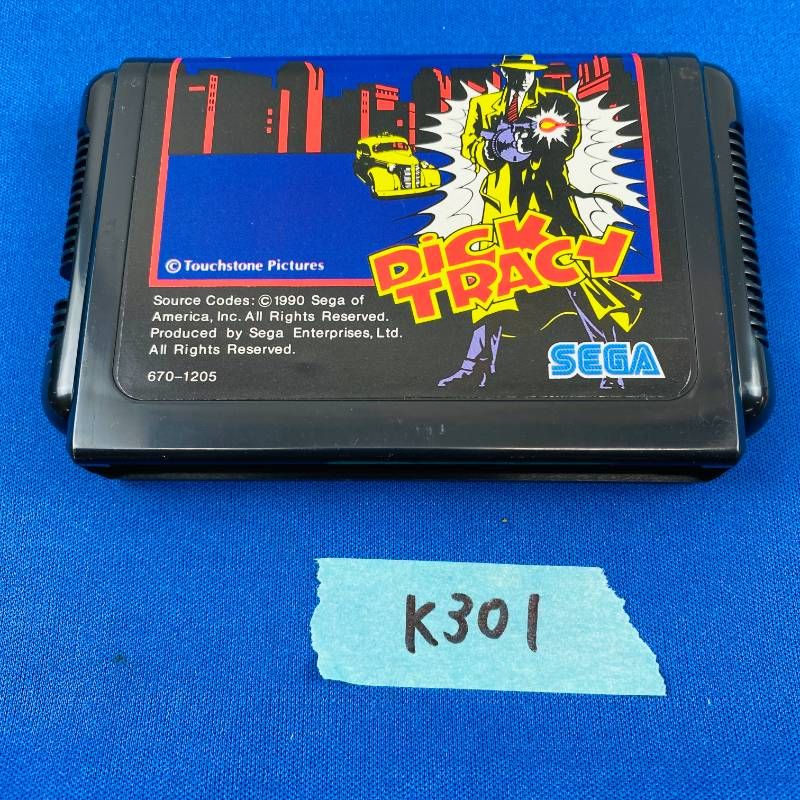 © Touchstone Pictures
DiCK
TRACY
Source Codes: © 1990 Sega of
America, Inc. All Rights Reserved.
Produced by Sega Enterprises, Ltd.
All Rights Reserved.
670-1205
SEGA
K301